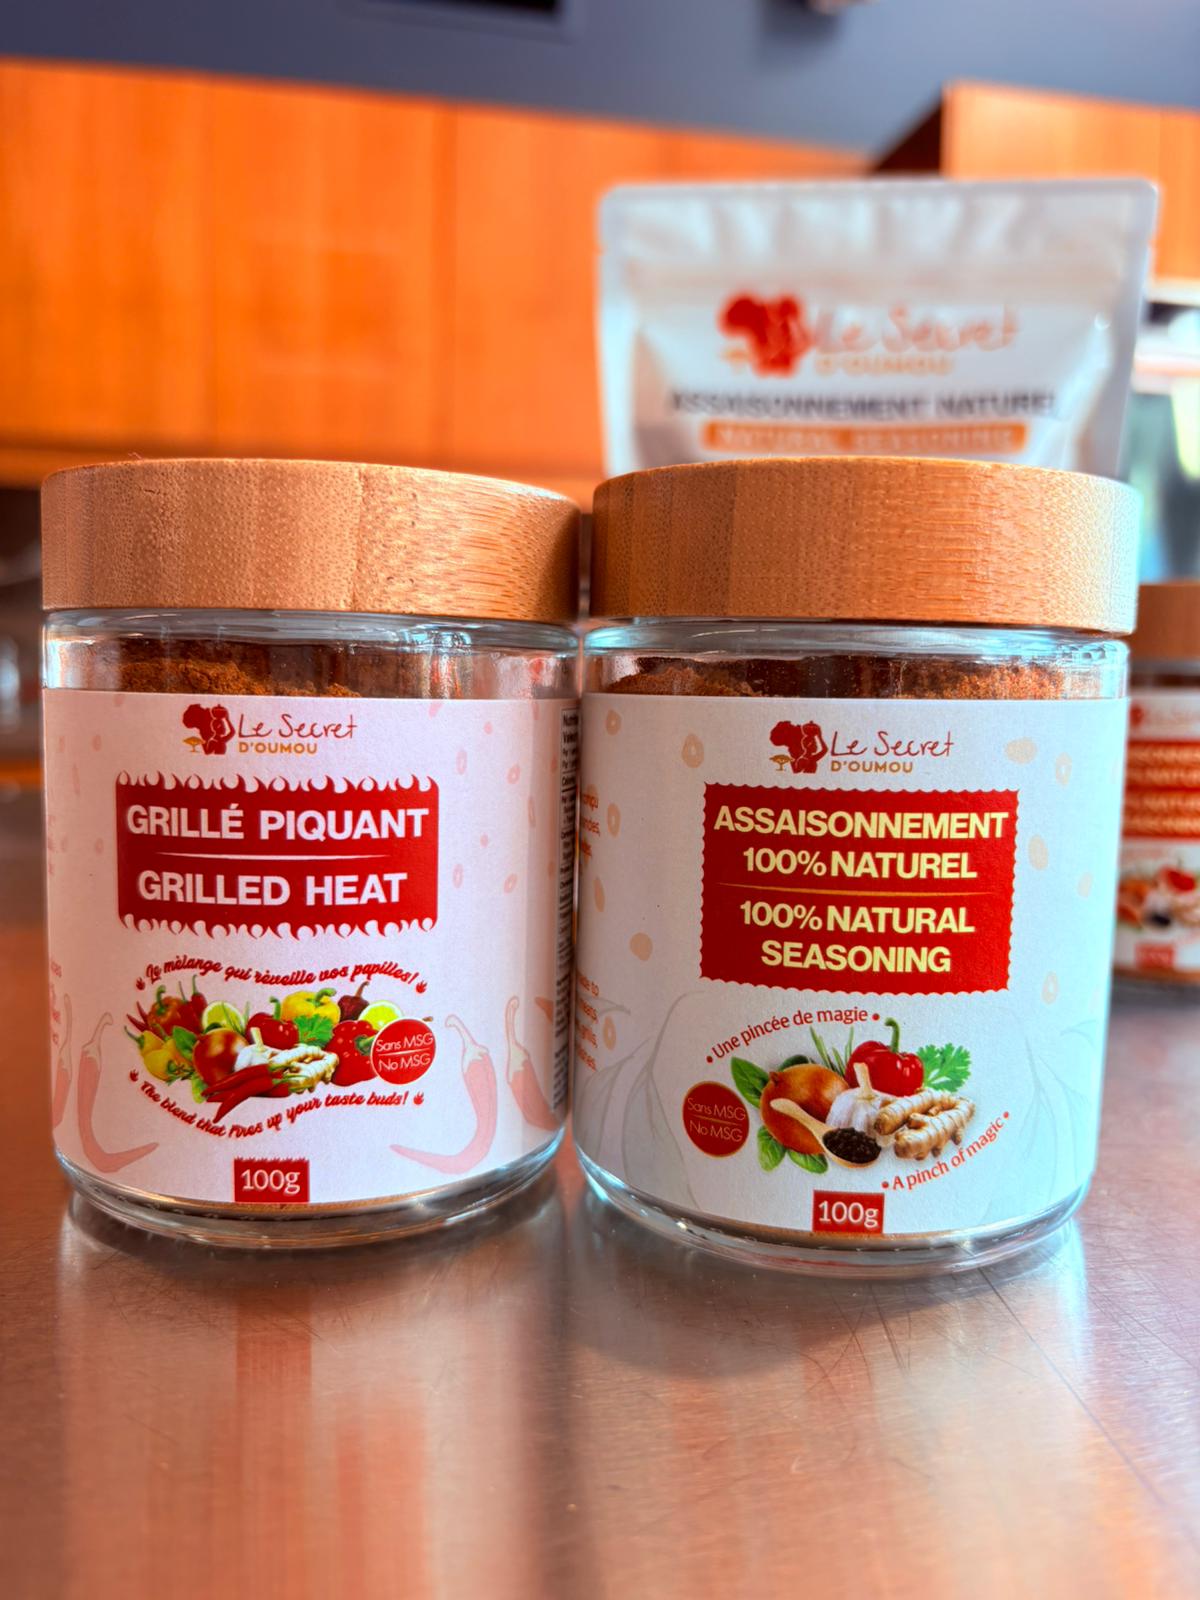 Le Secret
D'OUMOU
ASSAISONNEMENT NATUREL
NATURAL SEASONING
Le Secret
D'OUMOU
GRILLÉ PIQUANT
GRILLED HEAT
Le mélange qui réveille vos papilles!
Sans MSG
No MSG
The blend that fires up your taste buds!
100g
Le Secret
D'OUMOU
ASSAISONNEMENT
100% NATUREL
100% NATURAL
SEASONING
• Une pincée de magie •
Sans MSG
No MSG
• A pinch of magic •
100g